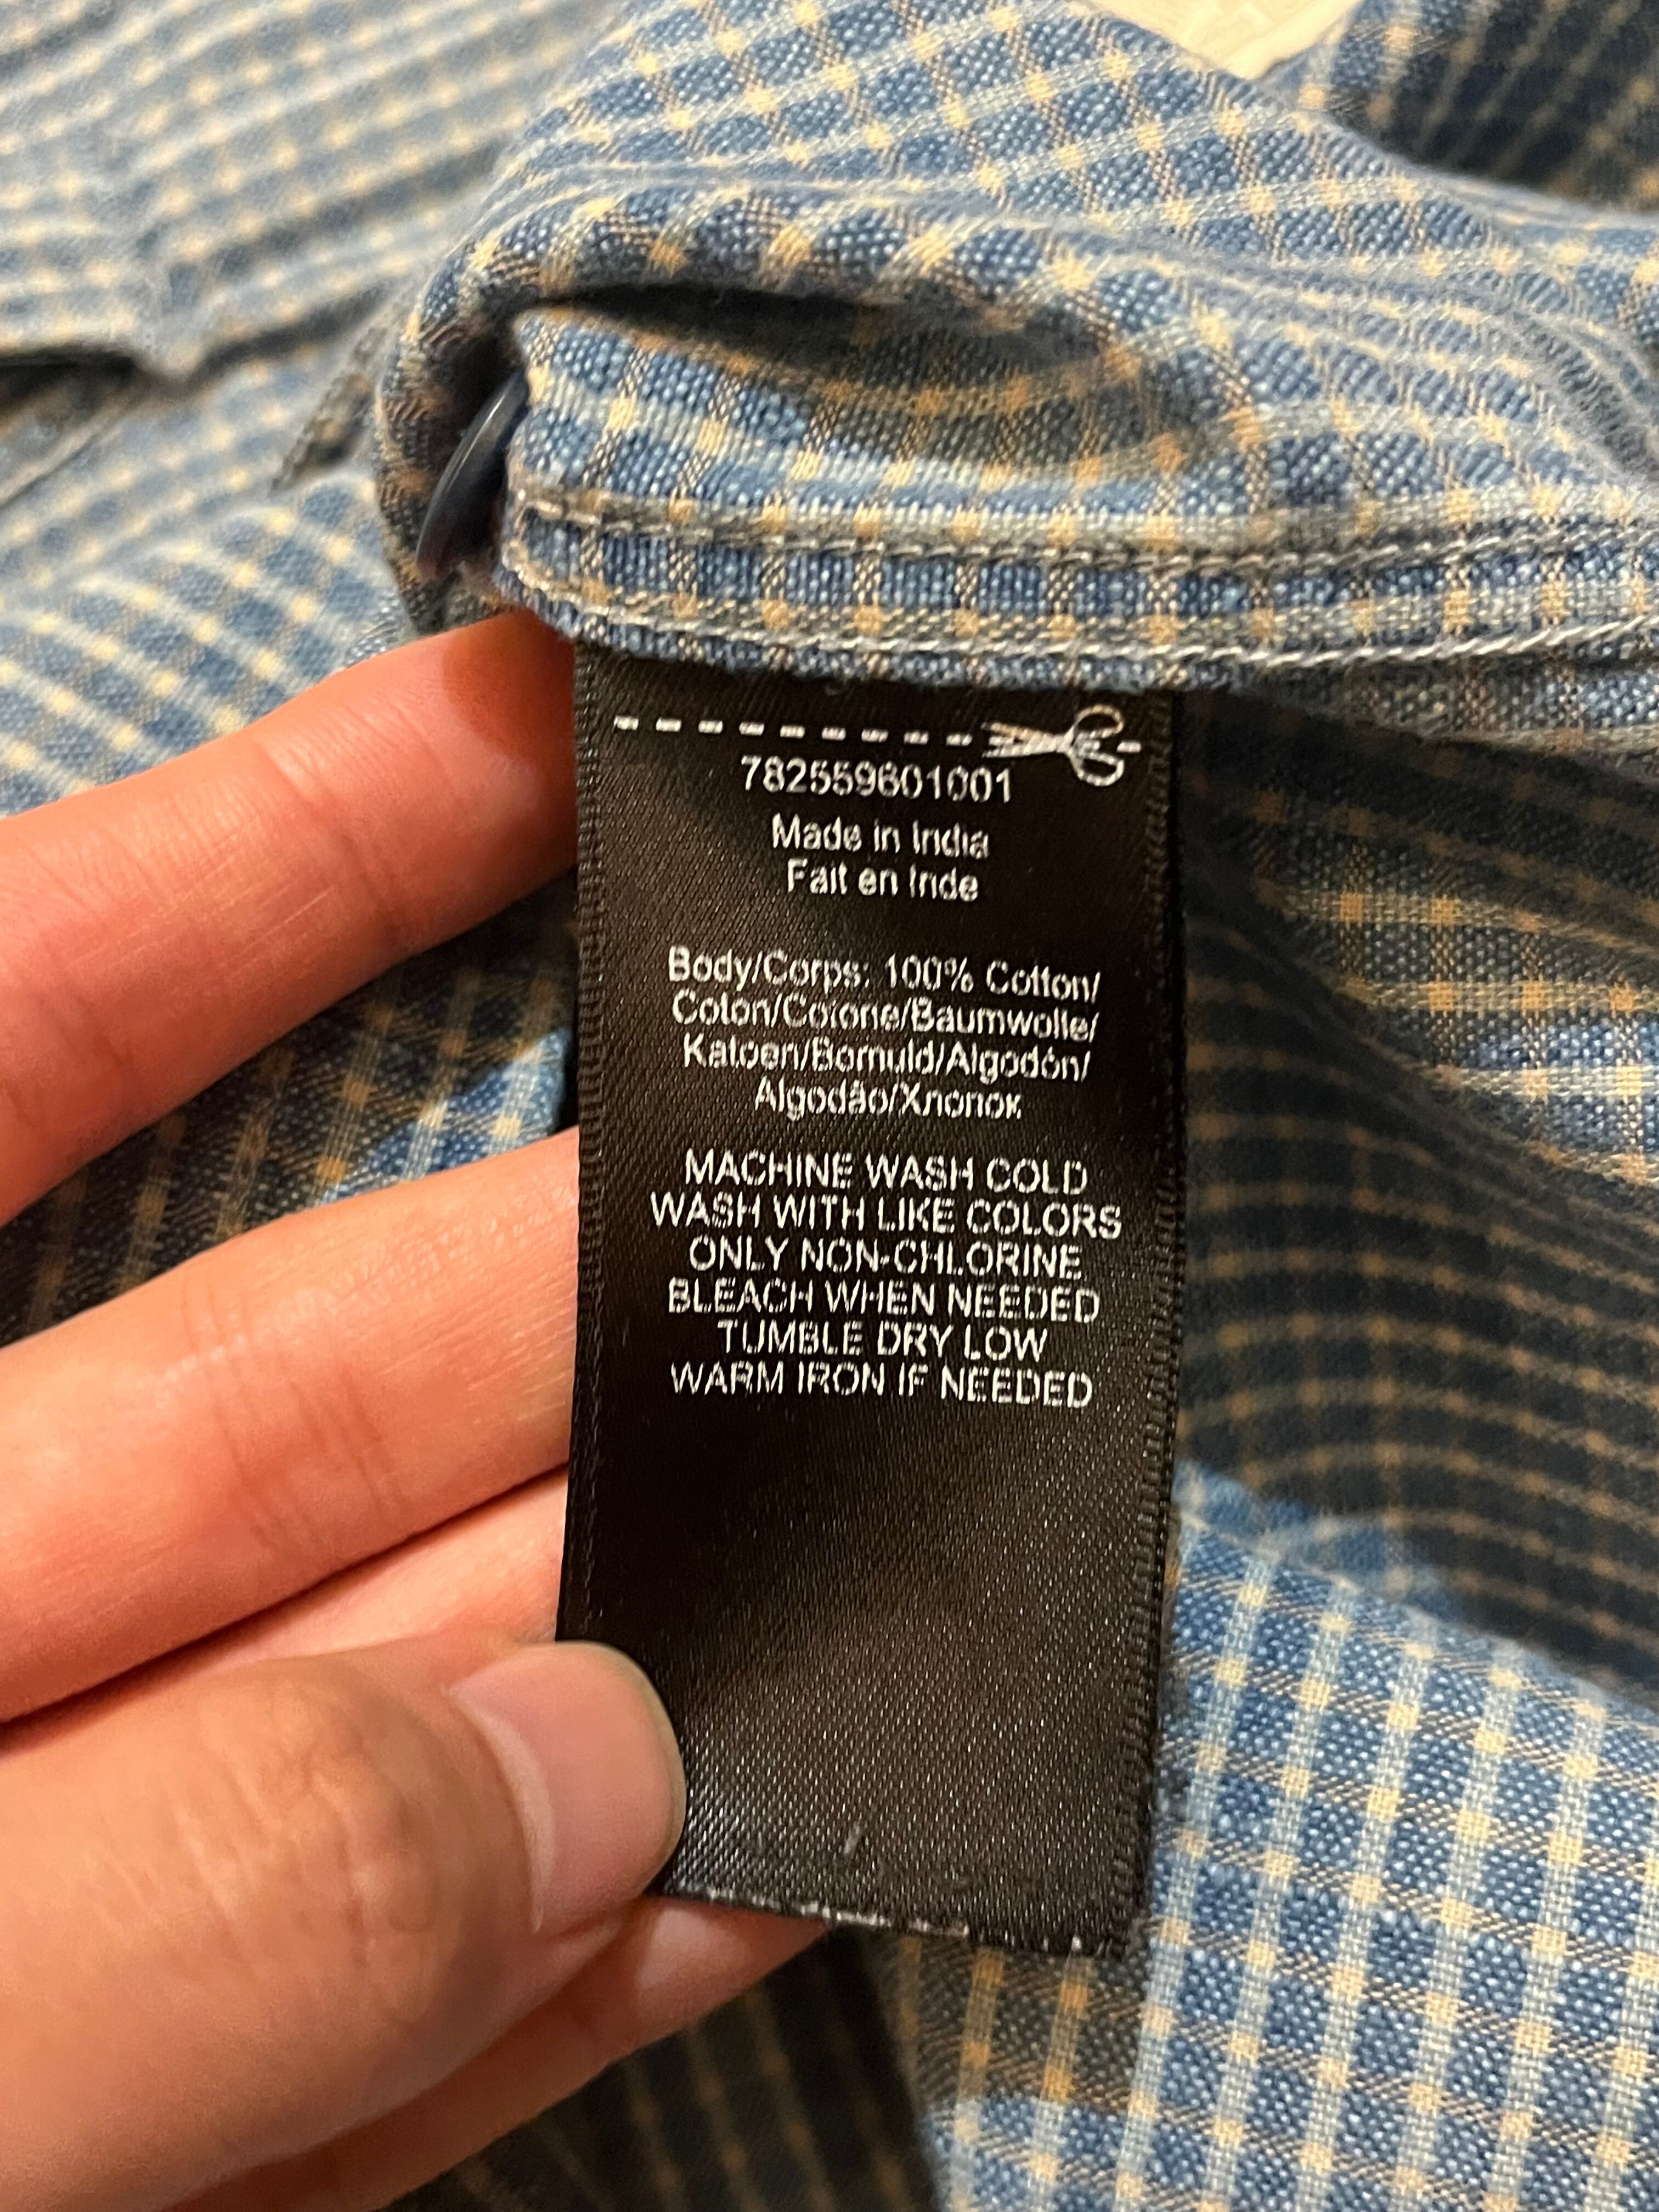 782559601001
Made in India
Fait en Inde
Body/Corps: 100% Cotton/
Coton/Cotone/Baumwolle/
Katoen/Bomuld/Algodón/
Algodão/Хлопок
MACHINE WASH COLD
WASH WITH LIKE COLORS
ONLY NON-CHLORINE
BLEACH WHEN NEEDED
TUMBLE DRY LOW
WARM IRON IF NEEDED